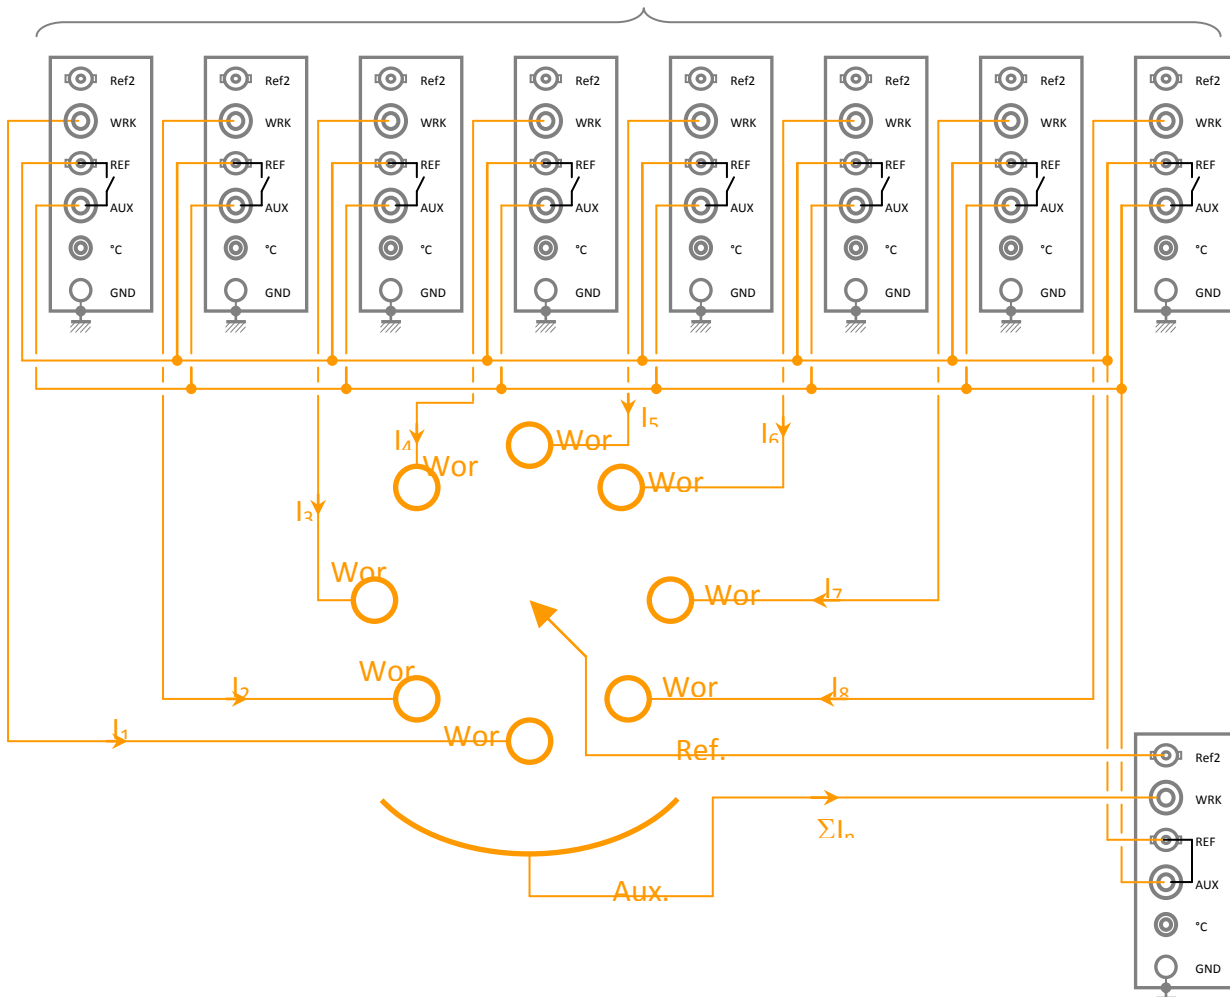 Ref2 Ref2 Ref2 Ref2 Ref2 Ref2 Ref2 Ref2
WRK WRK WRK WRK WRK WRK WRK WRK
REF REF REF REF REF REF REF REF
AUX AUX AUX AUX AUX AUX AUX AUX
°C °C °C °C °C °C °C °C
GND GND GND GND GND GND GND GND
I5
I4 Wor I6
Wor Wor
I3
Wor Wor I7
Wor I2 Wor I8
I1 Wor Ref.
Ref2
WRK
ΣIn
REF
AUX
Aux.
°C
GND